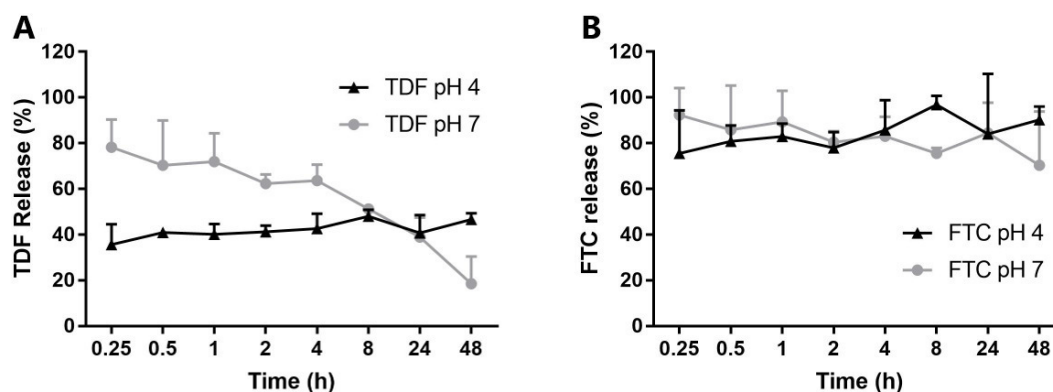 A
TDF Release (%)
120
100
80
60
40
20
0
TDF pH 4
TDF pH 7
0.25 0.5 1 2 4 8 24 48
Time (h)
B
FTC release (%)
120
100
80
60
40
20
0
FTC pH 4
FTC pH 7
0.25 0.5 1 2 4 8 24 48
Time (h)